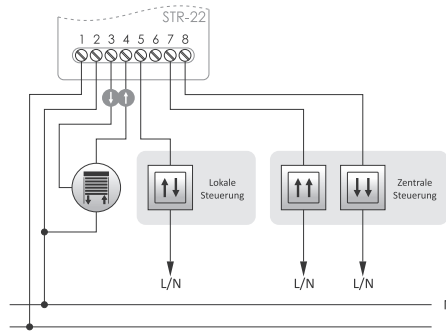 STR-22
1 2 3 4 5 6 7 8
Lokale
Steuerung
Zentrale
Steuerung
L/N
L/N
L/N